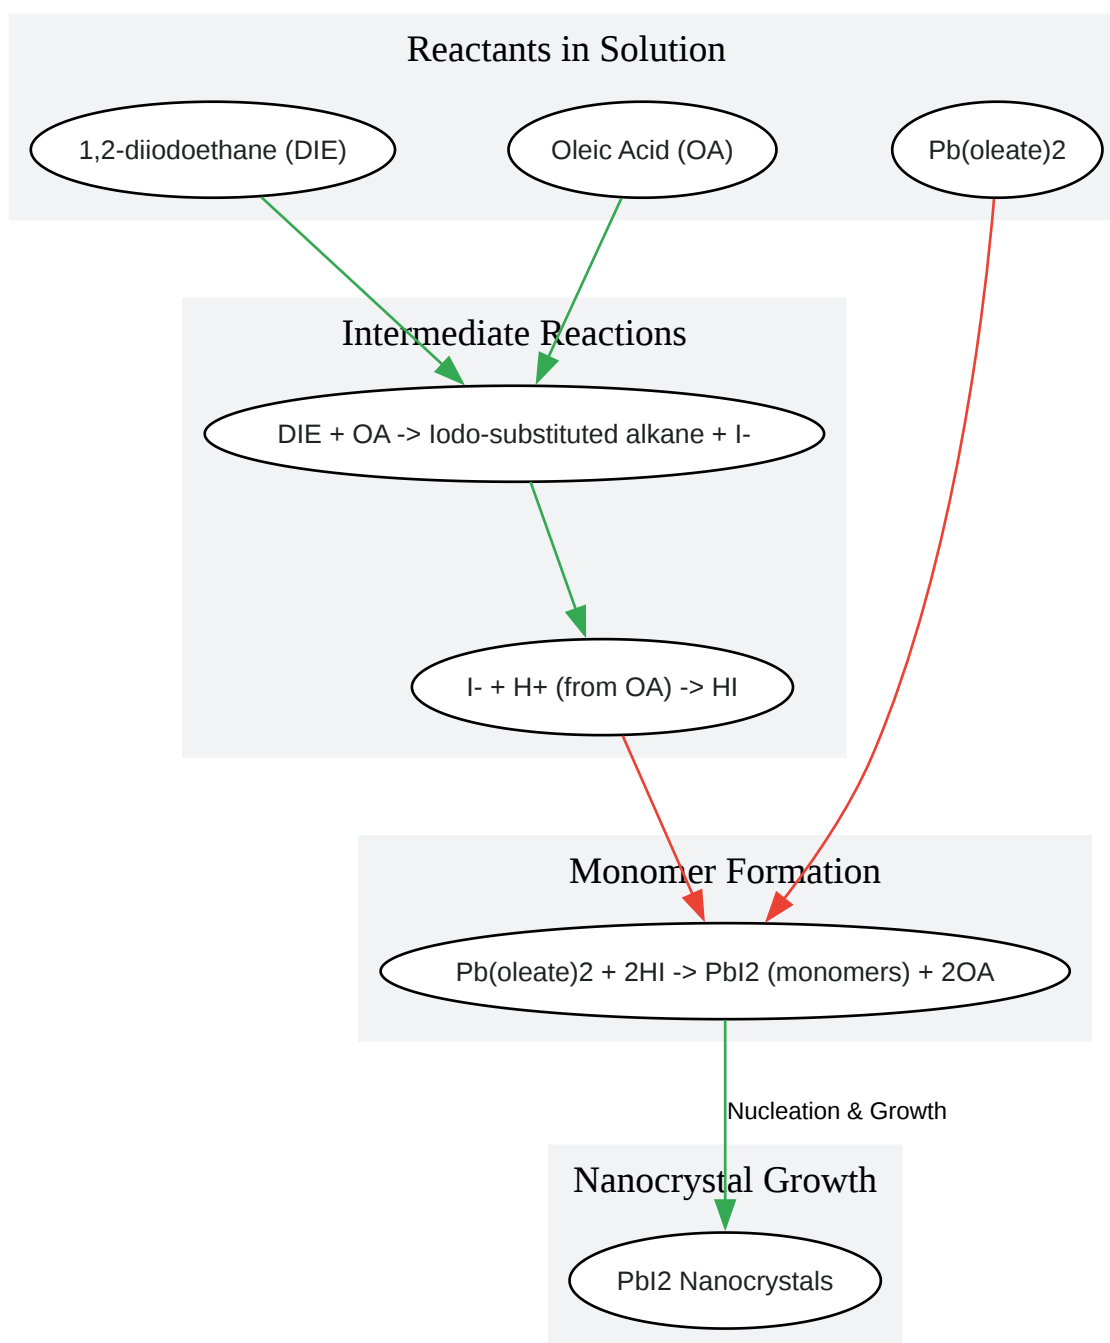 Reactants in Solution
1,2-diiodoethane (DIE)
Oleic Acid (OA)
Pb(oleate)2
Intermediate Reactions
DIE + OA -> Iodo-substituted alkane + I-
I- + H+ (from OA) -> HI
Monomer Formation
Pb(oleate)2 + 2HI -> PbI2 (monomers) + 2OA
Nucleation & Growth
Nanocrystal Growth
PbI2 Nanocrystals